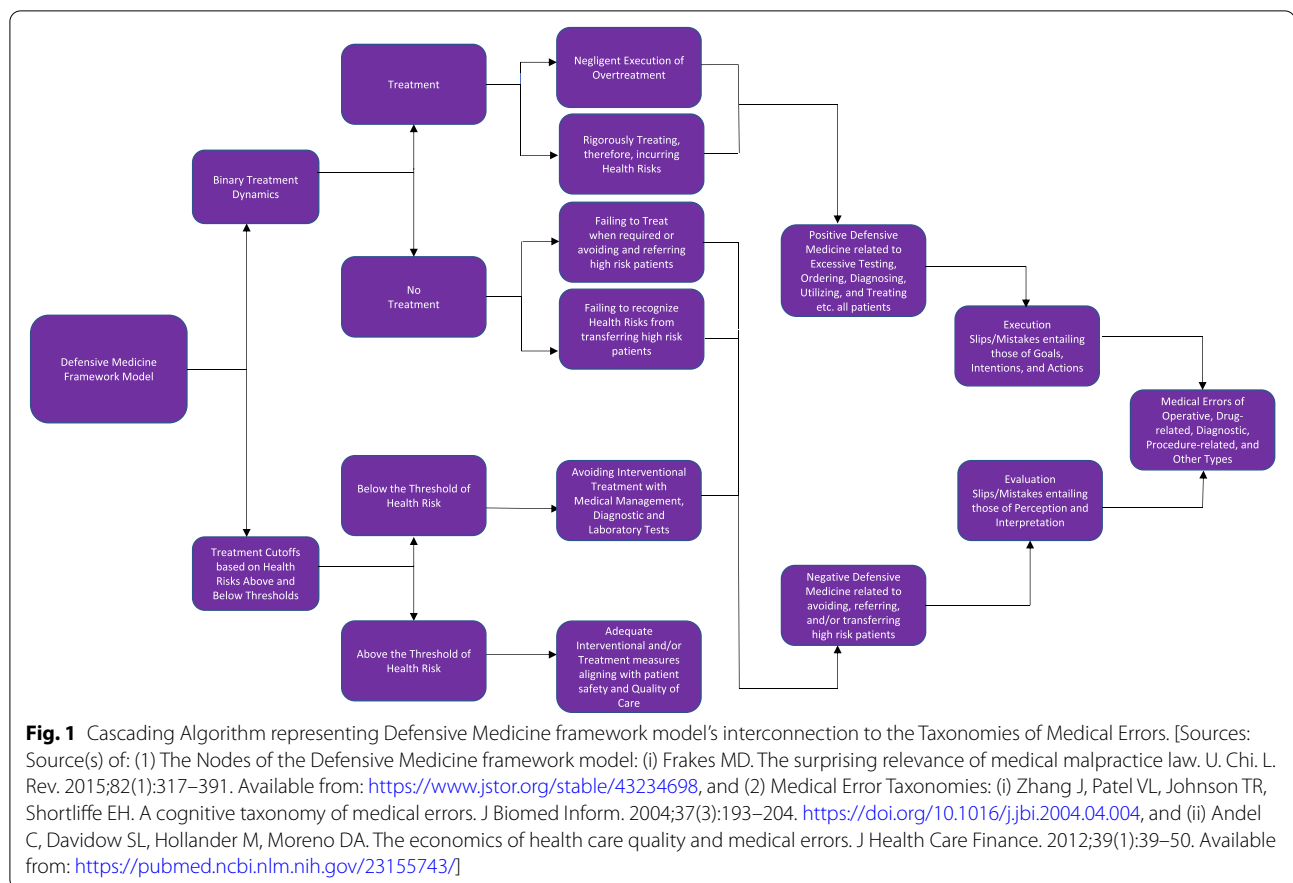 Treatment
Negligent Execution of
Overtreatment
Rigorously Treating,
therefore, incurring
Health Risks
Binary Treatment
Dynamics
No
Treatment
Failing to Treat
when required or
avoiding and referring
high risk patients
Failing to recognize
Health Risks from
transferring high risk
patients
Positive Defensive
Medicine related to
Excessive Testing,
Ordering, Diagnosing,
Utilizing, and Treating
etc. all patients
Execution
Slips/Mistakes entailing
those of Goals,
Intentions, and Actions
Defensive Medicine
Framework Model
Medical Errors of
Operative, Drug-
related, Diagnostic,
Procedure-related, and
Other Types
Below the Threshold of
Health Risk
Avoiding Interventional
Treatment with
Medical Management,
Diagnostic and
Laboratory Tests
Evaluation
Slips/Mistakes entailing
those of Perception and
Interpretation
Treatment Cutoffs
based on Health
Risks Above and
Below Thresholds
Negative Defensive
Medicine related to
avoiding, referring,
and/or transferring
high risk patients
Above the Threshold of
Health Risk
Adequate
Interventional and/or
Treatment measures
aligning with patient
safety and Quality of
Care
Fig. 1 Cascading Algorithm representing Defensive Medicine framework model's interconnection to the Taxonomies of Medical Errors. [Sources:
Source(s) of: (1) The Nodes of the Defensive Medicine framework model: (i) Frakes MD. The surprising relevance of medical malpractice law. U. Chi. L.
Rev. 2015;82(1):317–391. Available from: https://www.jstor.org/stable/43234698, and (2) Medical Error Taxonomies: (i) Zhang J, Patel VL, Johnson TR,
Shortliffe EH. A cognitive taxonomy of medical errors. J Biomed Inform. 2004;37(3):193–204. https://doi.org/10.1016/j.jbi.2004.04.004, and (ii) Andel
C, Davidow SL, Hollander M, Moreno DA. The economics of health care quality and medical errors. J Health Care Finance. 2012;39(1):39–50. Available
from: https://pubmed.ncbi.nlm.nih.gov/23155743/]